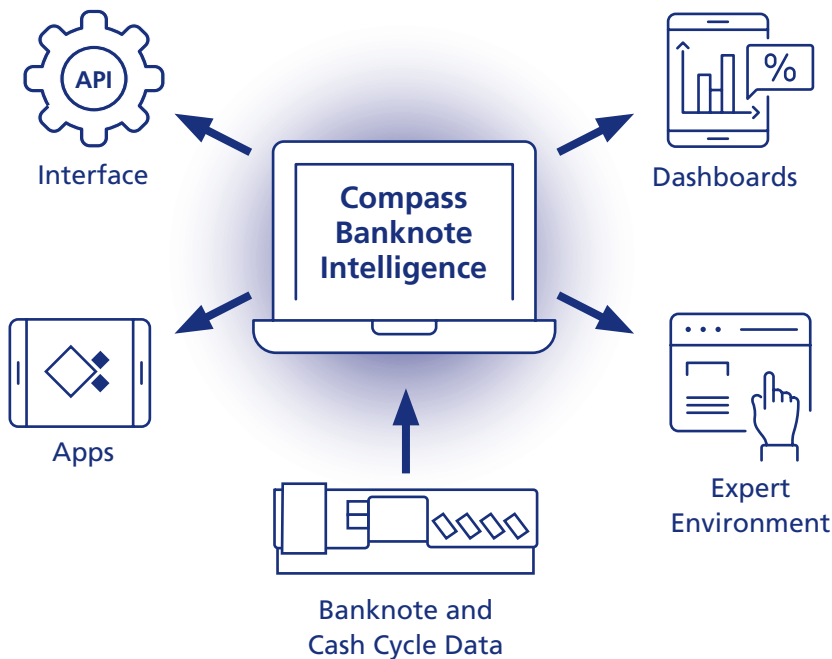 API
Interface
%
Dashboards
Compass
Banknote
Intelligence
Apps
Expert
Environment
Banknote and
Cash Cycle Data